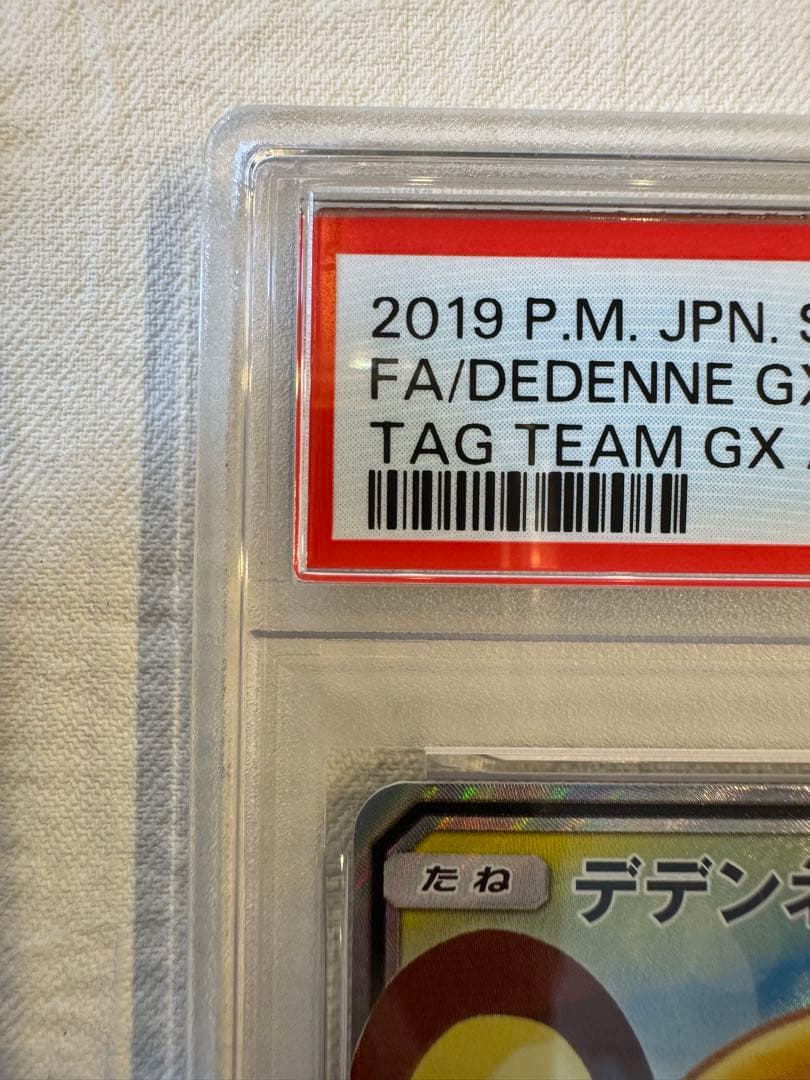 2019 P.M. JPN.
FA/DEDENNE
TAG TEAM GX
たね
デデン